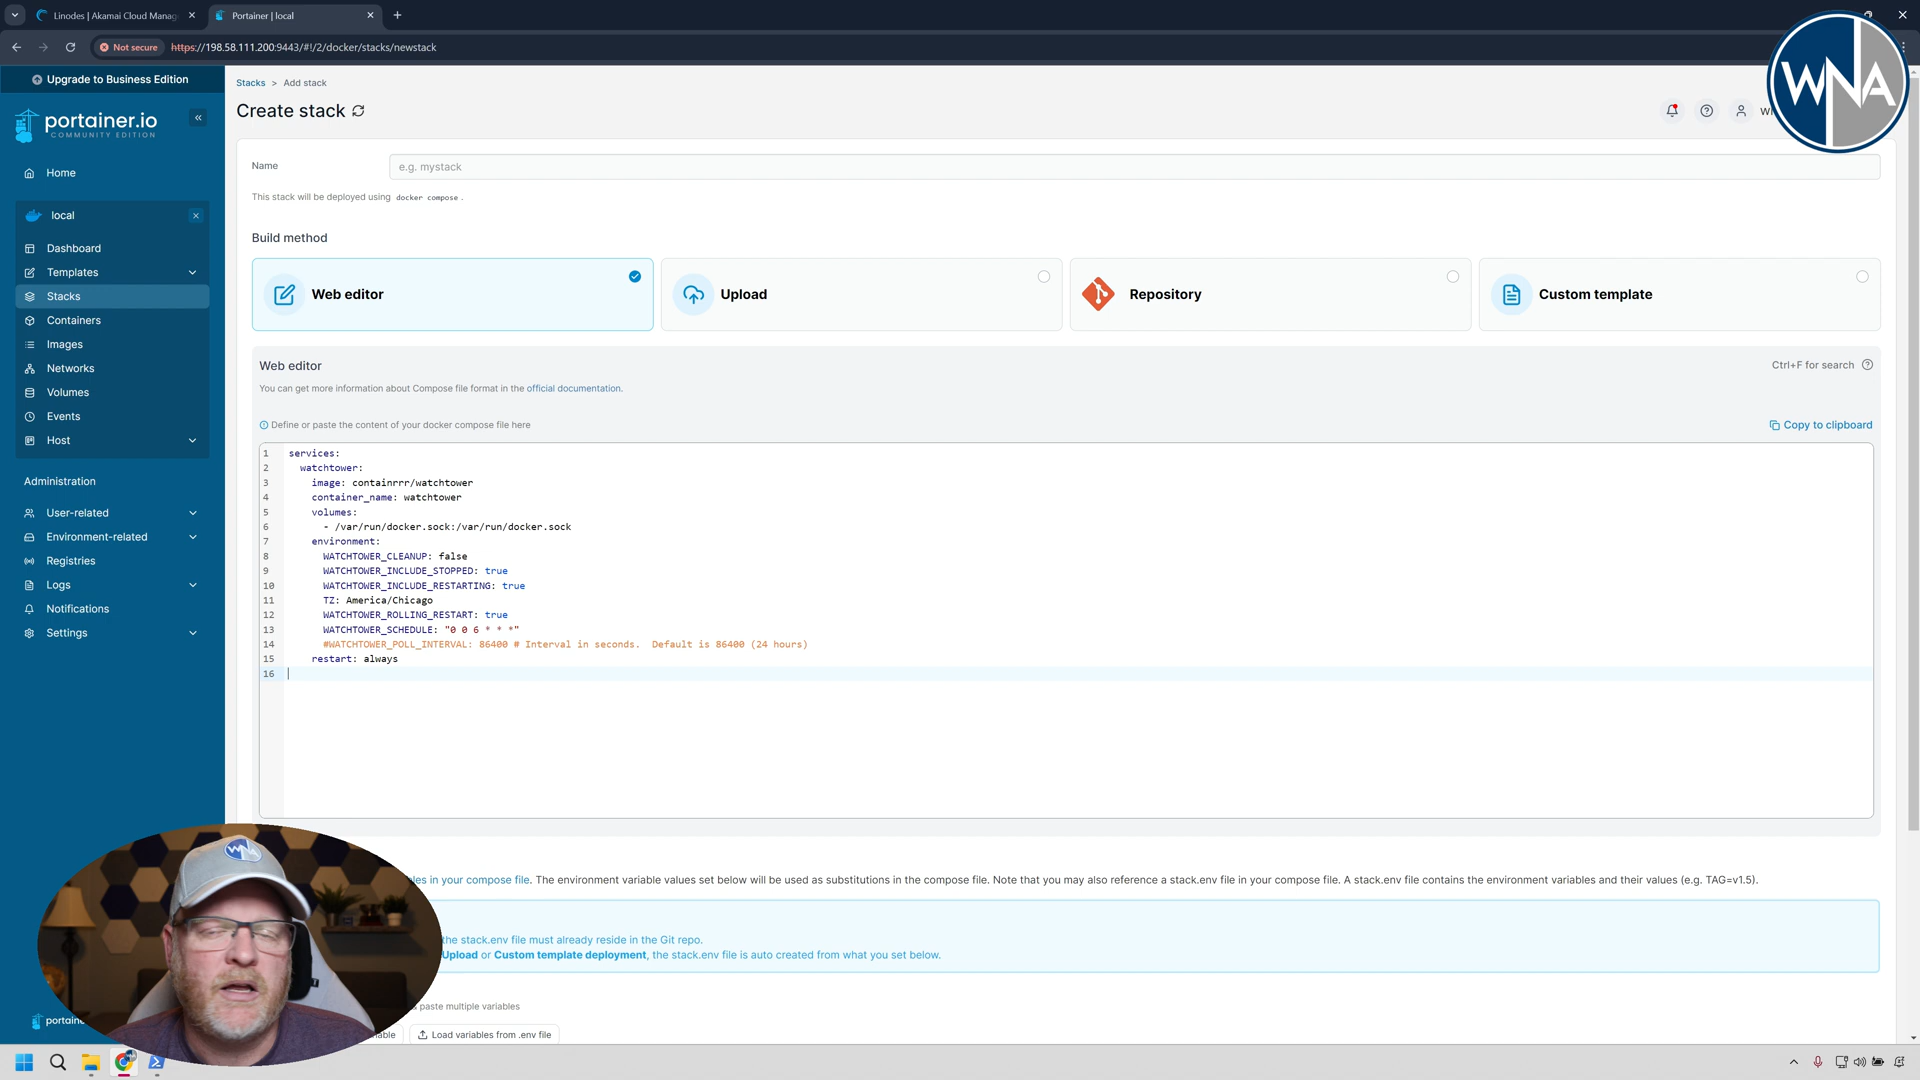 Linodes | Akamai Cloud Manag
Portainer | local
Not secure
https://198.58.111.200:9443/#!/2/docker/stacks/newstack
WNA
Upgrade to Business Edition
portainer.io
COMMUNITY EDITION
Home
local
Dashboard
Templates
Stacks
Containers
Images
Networks
Volumes
Events
Host
Administration
User-related
Environment-related
Registries
Logs
Notifications
Settings
Stacks > Add stack
Create stack
Name
e.g. mystack
This stack will be deployed using docker compose.
Build method
Web editor
Upload
Repository
Custom template
Web editor
Ctrl+F for search
You can get more information about Compose file format in the official documentation.
Define or paste the content of your docker compose file here
Copy to clipboard
1 services:
2 watchtower:
3 image: containrrr/watchtower
4 container_name: watchtower
5 volumes:
6 - /var/run/docker.sock:/var/run/docker.sock
7 environment:
8 WATCHTOWER_CLEANUP: false
9 WATCHTOWER_INCLUDE_STOPPED: true
10 WATCHTOWER_INCLUDE_RESTARTING: true
11 TZ: America/Chicago
12 WATCHTOWER_ROLLING_RESTART: true
13 WATCHTOWER_SCHEDULE: "0 0 6 * * *"
14 #WATCHTOWER_POLL_INTERVAL: 86400 # Interval in seconds.  Default is 86400 (24 hours)
15 restart: always
16
in your compose file. The environment variable values set below will be used as substitutions in the compose file. Note that you may also reference a stack.env file in your compose file. A stack.env file contains the environment variables and their values (e.g. TAG=v1.5).
the stack.env file must already reside in the Git repo.
Upload or Custom template deployment, the stack.env file is auto created from what you set below.
paste multiple variables
Load variables from .env file
WNA